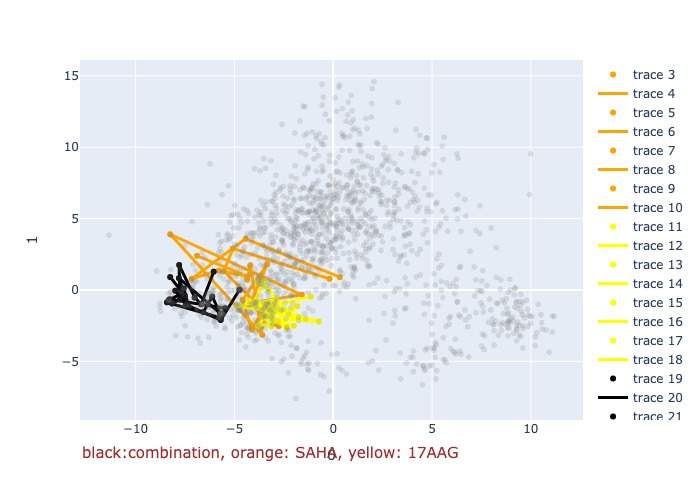 15
10
5
0
−5
−10
−5
0
5
10
1
0
black:combination, orange: SAHA, yellow: 17AAG
trace 3
trace 4
trace 5
trace 6
trace 7
trace 8
trace 9
trace 10
trace 11
trace 12
trace 13
trace 14
trace 15
trace 16
trace 17
trace 18
trace 19
trace 20
trace 21